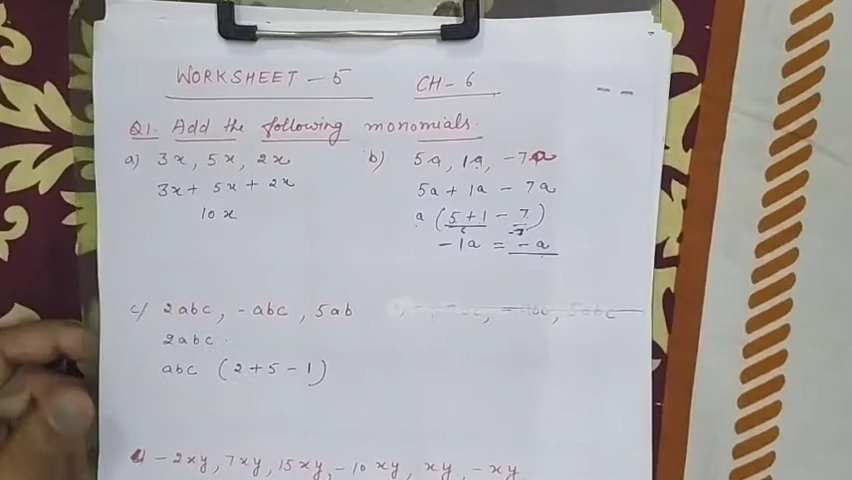 WORKSHEET - 5 CH - 6
Q1. Add the following monomials.
a) 3x, 5x, 2x b) 5a, 1a, -7a
3x + 5x + 2x 5a + 1a - 7a
10x a (5+1 - 7)
-1a = -a
c) 2abc, -abc, 5ab
2abc.
abc (2+5-1)
-2xy, 7xy, 15xy, -10xy, xy, -xy